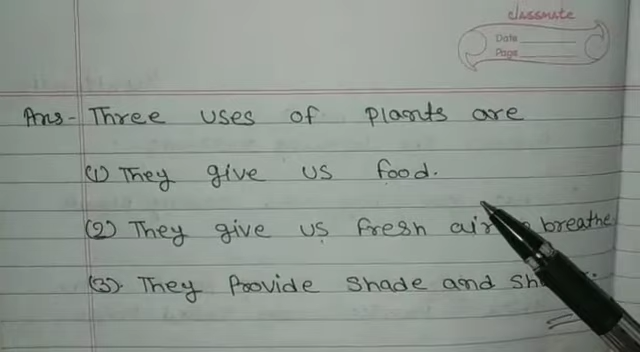 classmate
Date
Page
Ans- Three uses of plants are
(1) They give us food.
(2) They give us fresh air breathe
(3). They Provide Shade and